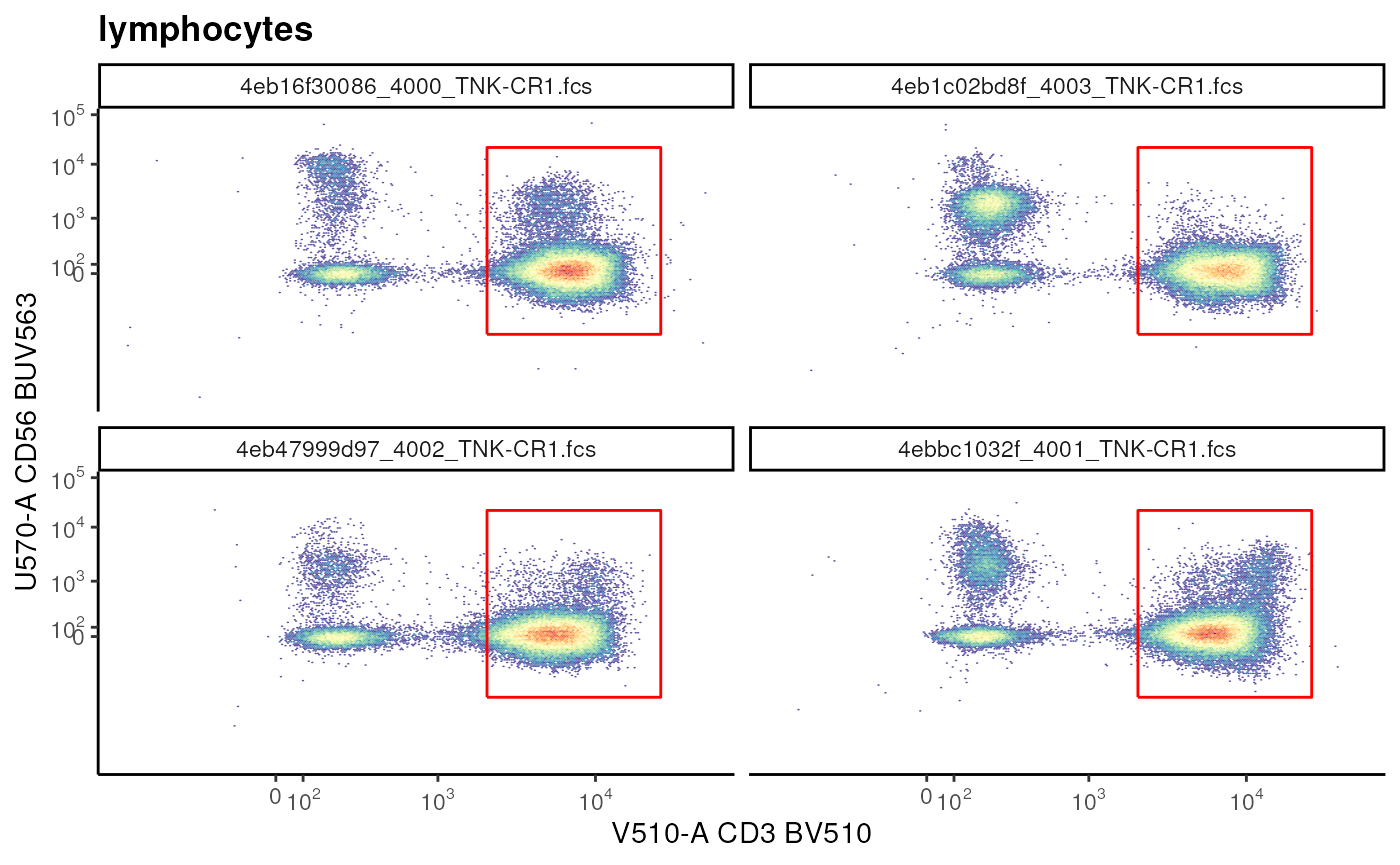 lymphocytes
4eb16f30086_4000_TNK-CR1.fcs
4eb1c02bd8f_4003_TNK-CR1.fcs
10^5
10^4
10^3
10^2
0
4eb47999d97_4002_TNK-CR1.fcs
4ebbc1032f_4001_TNK-CR1.fcs
10^5
10^4
10^3
10^2
0
U570-A CD56 BUV563
0 10^2 10^3 10^4
0 10^2 10^3 10^4
V510-A CD3 BV510